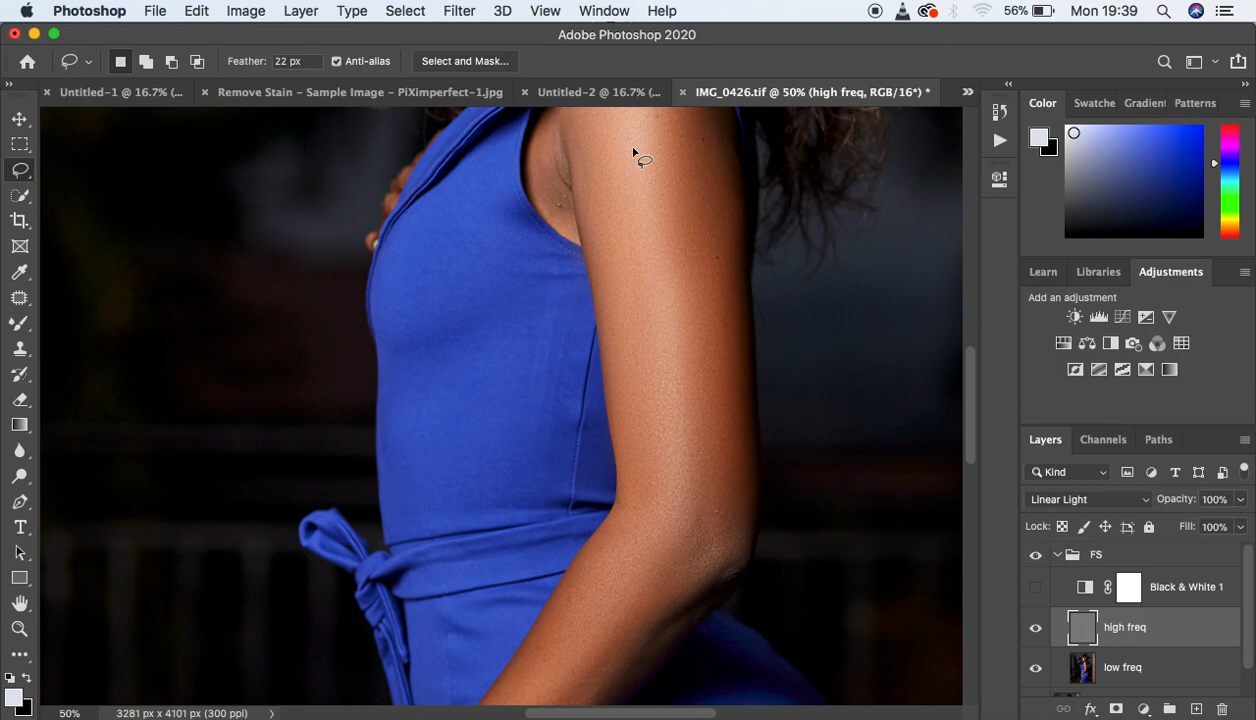 Photoshop File Edit Image Layer Type Select Filter 3D View Window Help 56% Mon 19:39
Adobe Photoshop 2020
Feather: 22 px Anti-alias Select and Mask...
Untitled-1 @ 16.7% (... Remove Stain – Sample Image – PiXimperfect-1.jpg Untitled-2 @ 16.7% (... IMG_0426.tif @ 50% (high freq, RGB/16*) *
Color Swatche Gradient Patterns
Learn Libraries Adjustments
Add an adjustment
Layers Channels Paths
Kind
Linear Light Opacity: 100%
Lock: Fill: 100%
FS
Black & White 1
high freq
low freq
50% 3281 px x 4101 px (300 ppi)